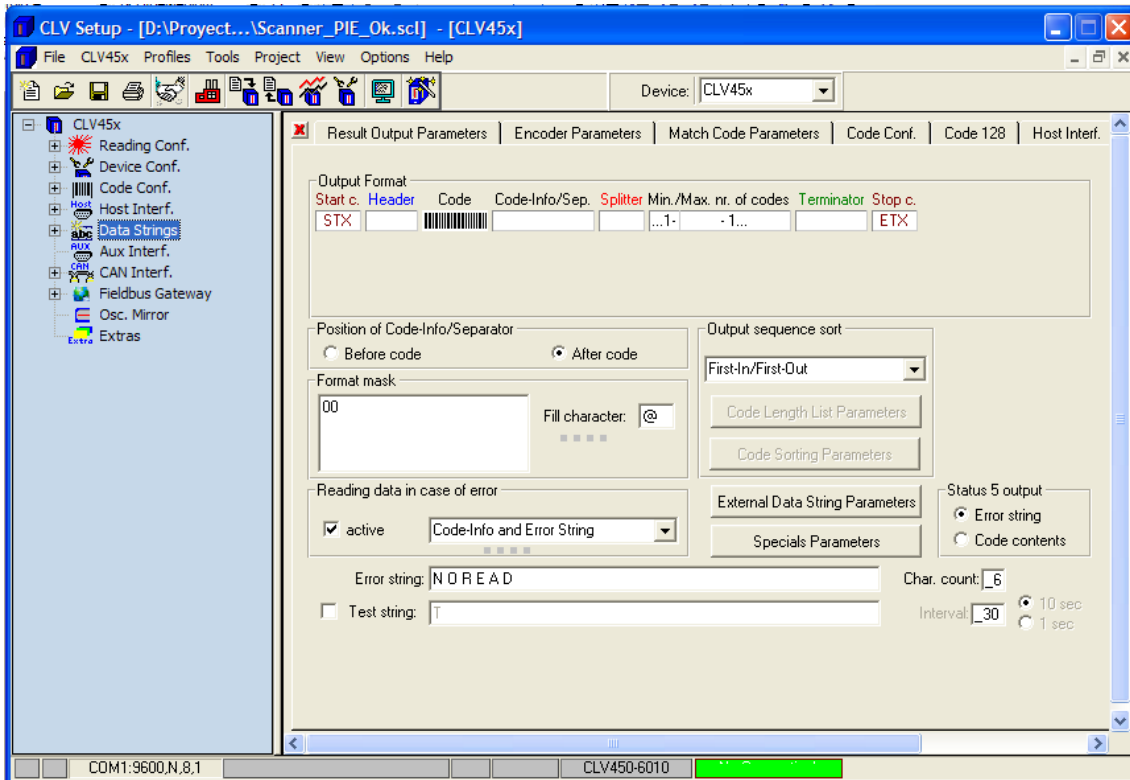 CLV Setup - [D:\Proyect...\Scanner_PIE_Ok.scl] - [CLV45x]
File CLV45x Profiles Tools Project View Options Help
Device: CLV45x
CLV45x
Reading Conf.
Device Conf.
Code Conf.
Host Host Interf.
abc Data Strings
AUX Aux Interf.
CAN CAN Interf.
Fieldbus Gateway
Osc. Mirror
Extra Extras
Result Output Parameters Encoder Parameters Match Code Parameters Code Conf. Code 128 Host Interf.
Output Format
Start c. Header Code Code-Info/Sep. Splitter Min./Max. nr. of codes Terminator Stop c.
STX ...1- - 1... ETX
Position of Code-Info/Separator
Before code After code
Output sequence sort
First-In/First-Out
Code Length List Parameters
Code Sorting Parameters
Format mask
00
Fill character: @
Reading data in case of error
active Code-Info and Error String
External Data String Parameters
Specials Parameters
Status 5 output
Error string
Code contents
Error string: N O R E A D Char. count: _6
Test string: T Interval: _30 10 sec
1 sec
COM1:9600,N,8,1 CLV450-6010